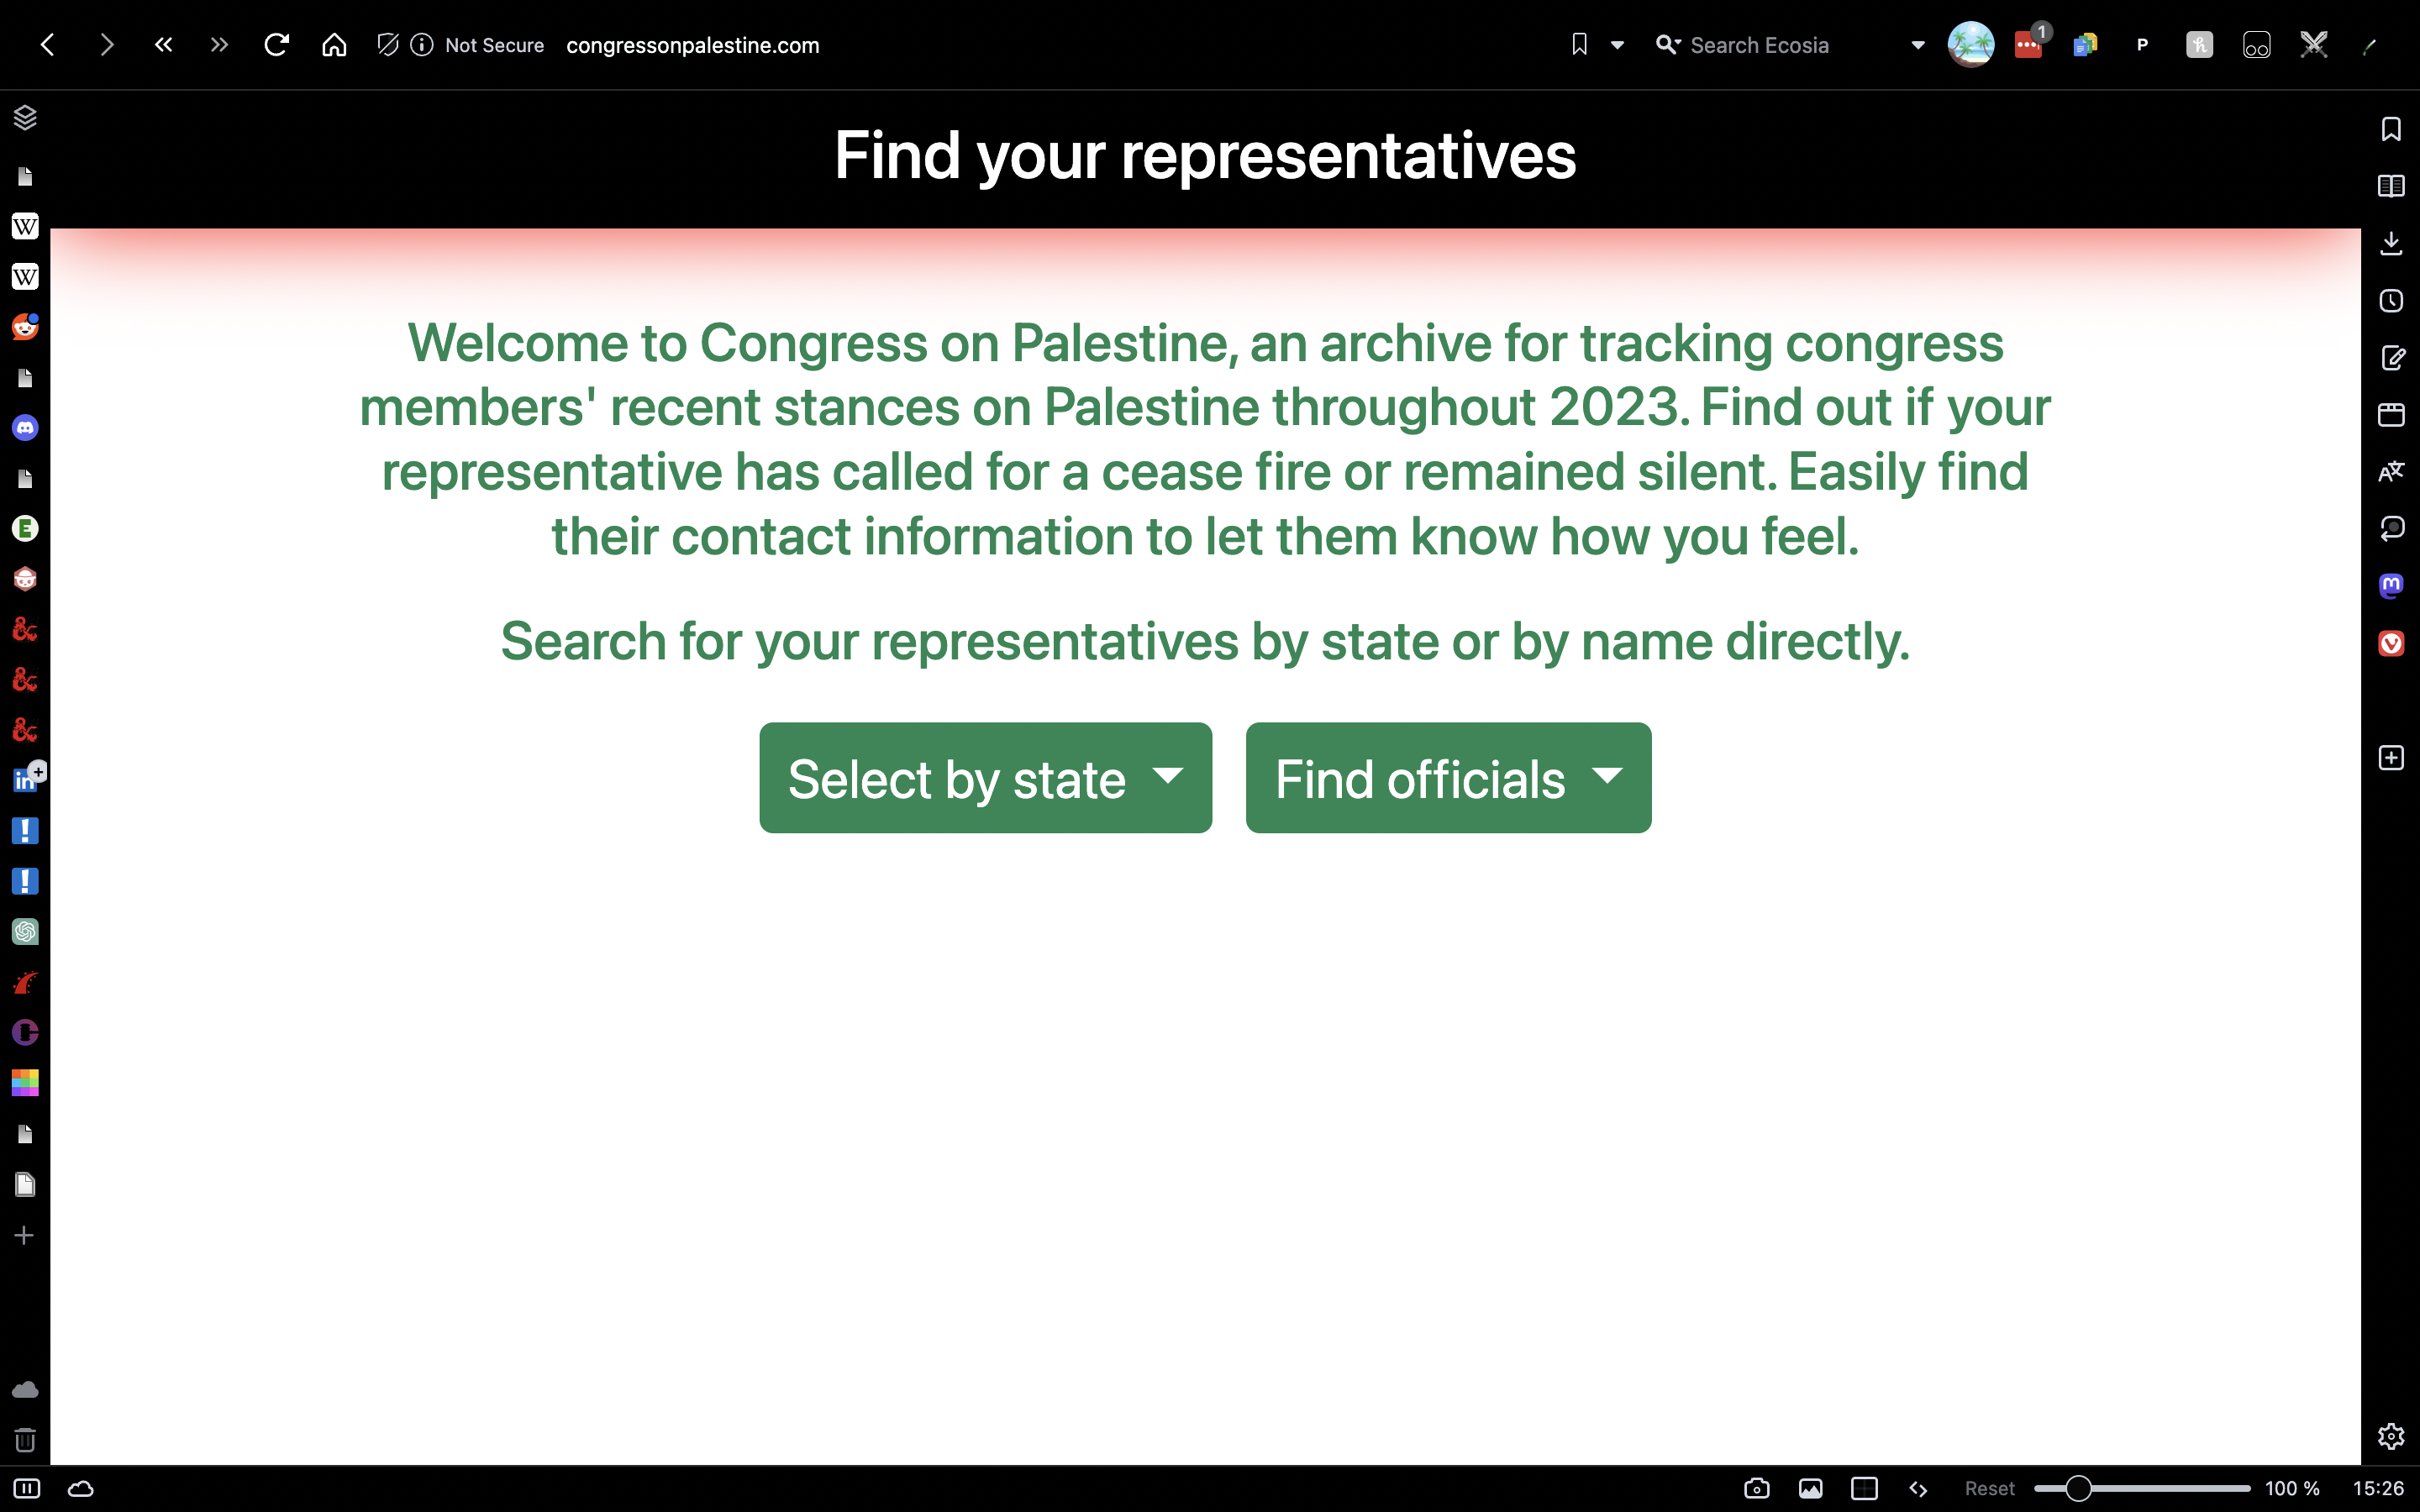 Not Secure congressonpalestine.com
Search Ecosia
1
P
Find your representatives
Welcome to Congress on Palestine, an archive for tracking congress
members' recent stances on Palestine throughout 2023. Find out if your
representative has called for a cease fire or remained silent. Easily find
their contact information to let them know how you feel.
Search for your representatives by state or by name directly.
Select by state
Find officials
Reset
100 %
15:26